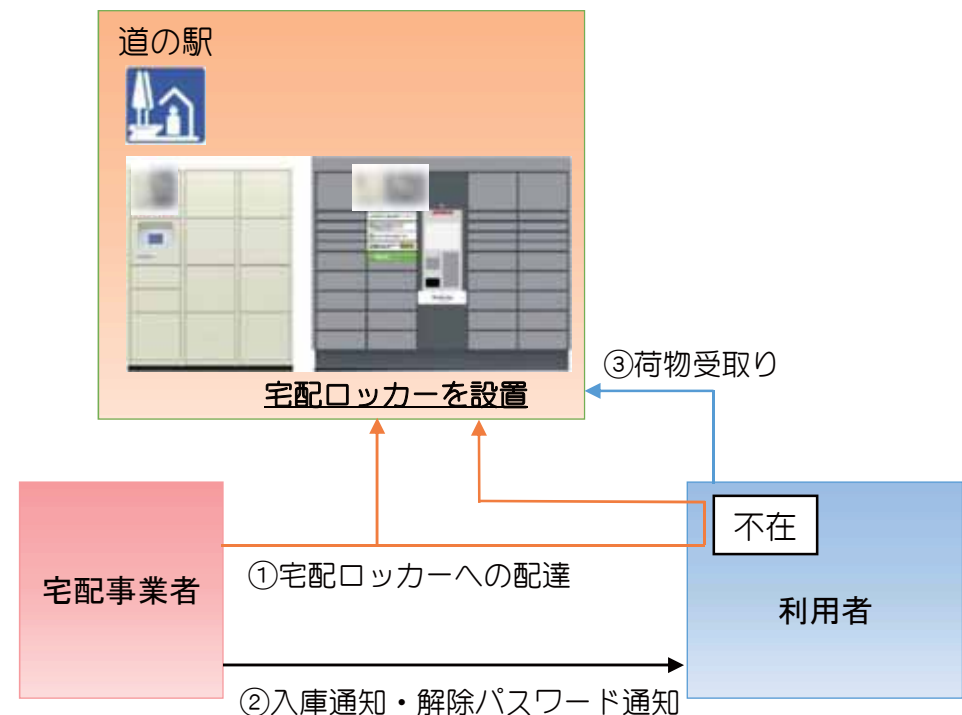 道の駅
宅配ロッカーを設置
③荷物受取り
不在
①宅配ロッカーへの配達
宅配事業者
利用者
②入庫通知・解除パスワード通知